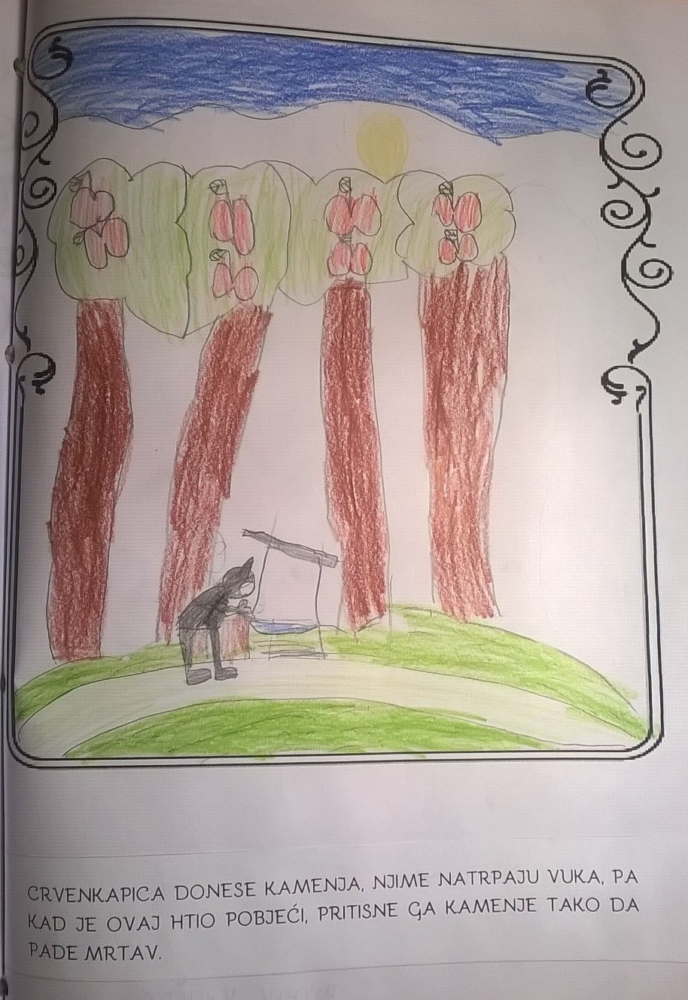 CRVENKAPICA DONESE KAMENJA, NJIME NATRPAJU VUKA, PA
KAD JE OVAJ HTIO POBJEĆI, PRITISNE GA KAMENJE TAKO DA
PADE MRTAV.